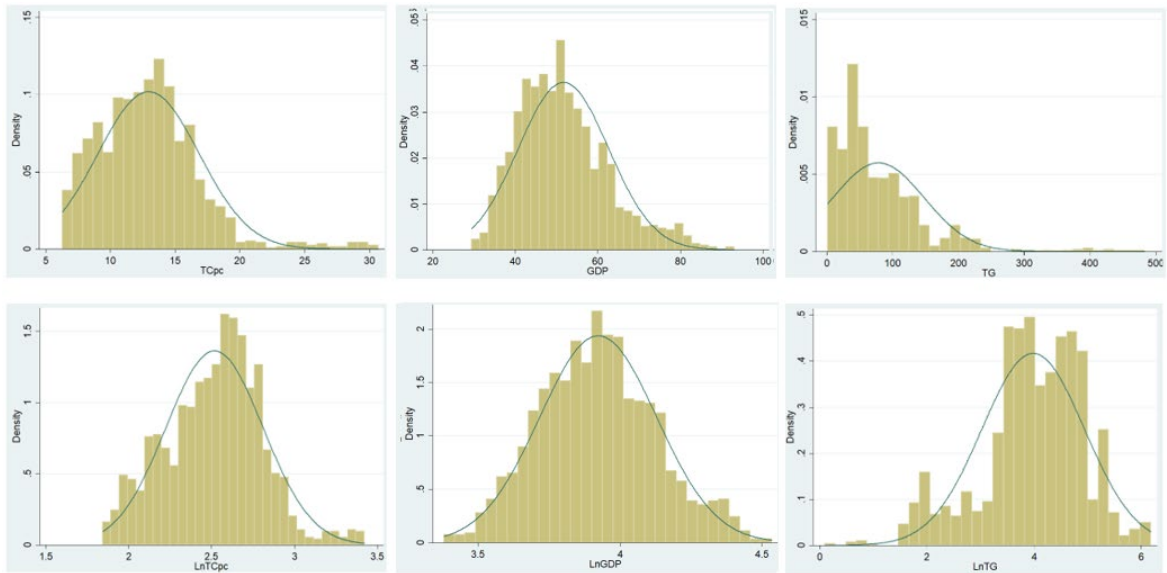 .15
.1
.05
0
Density
5 10 15 20 25 30
TCpc
.05
.04
.03
.02
.01
0
Density
20 40 60 80 100
GDP
.015
.01
.005
0
Density
0 100 200 300 400 500
TG
1.5
1
.5
0
Density
1.5 2 2.5 3 3.5
LnTCpc
2
1.5
1
.5
0
Density
3.5 4 4.5
LnGDP
.5
.4
.3
.2
.1
0
Density
0 2 4 6
LnTG